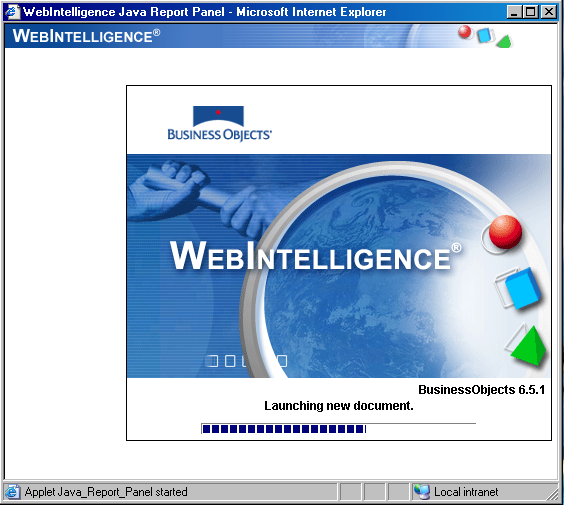 WebIntelligence Java Report Panel - Microsoft Internet Explorer
WEBINTELLIGENCE®
BUSINESS OBJECTS®
WEBINTELLIGENCE®
BusinessObjects 6.5.1
Launching new document.
Applet Java_Report_Panel started
Local intranet